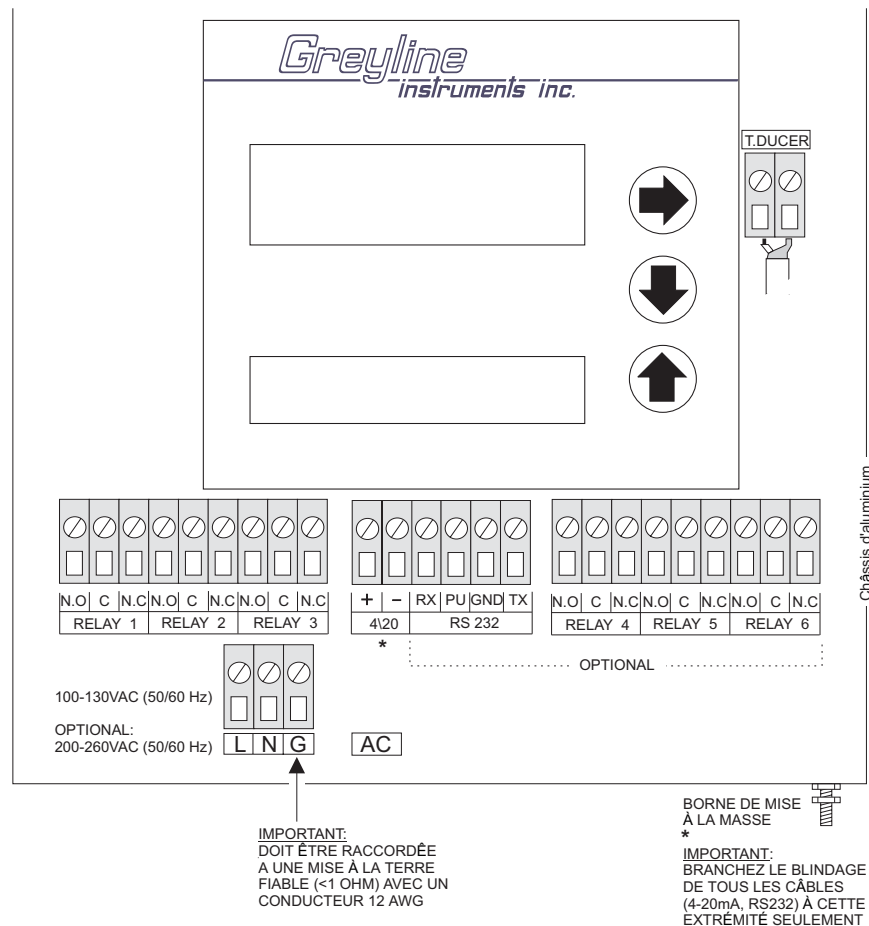 Greyline
instruments inc.
T.DUCER
Châssis d'aluminium
N.O C N.C N.O C N.C N.O C N.C
RELAY 1 RELAY 2 RELAY 3
+ − RX PU GND TX
4\20 RS 232
*
N.O C N.C N.O C N.C N.O C N.C
RELAY 4 RELAY 5 RELAY 6
OPTIONAL
100-130VAC (50/60 Hz)
OPTIONAL:
200-260VAC (50/60 Hz)
L N G
AC
IMPORTANT:
DOIT ÊTRE RACCORDÊE
A UNE MISE À LA TERRE
FIABLE (<1 OHM) AVEC UN
CONDUCTEUR 12 AWG
BORNE DE MISE
À LA MASSE
*
IMPORTANT:
BRANCHEZ LE BLINDAGE
DE TOUS LES CÂBLES
(4-20mA, RS232) À CETTE
EXTRÉMITÉ SEULEMENT